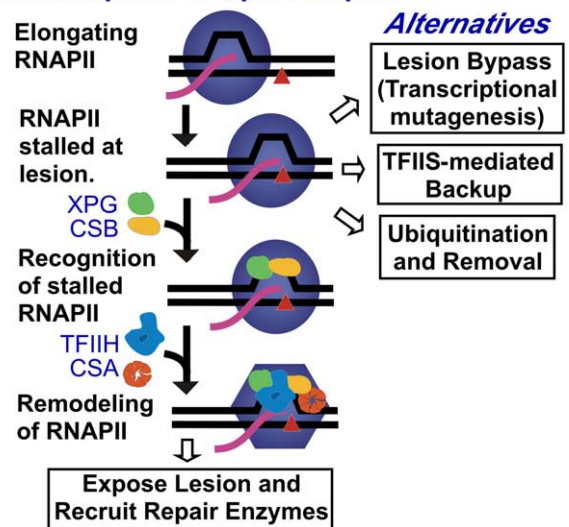 Alternatives
Elongating
RNAPII
Lesion Bypass
(Transcriptional
mutagenesis)
RNAPII
stalled at
lesion.
TFIIS-mediated
Backup
XPG
CSB
Ubiquitination
and Removal
Recognition
of stalled
RNAPII
TFIIH
CSA
Remodeling
of RNAPII
Expose Lesion and
Recruit Repair Enzymes